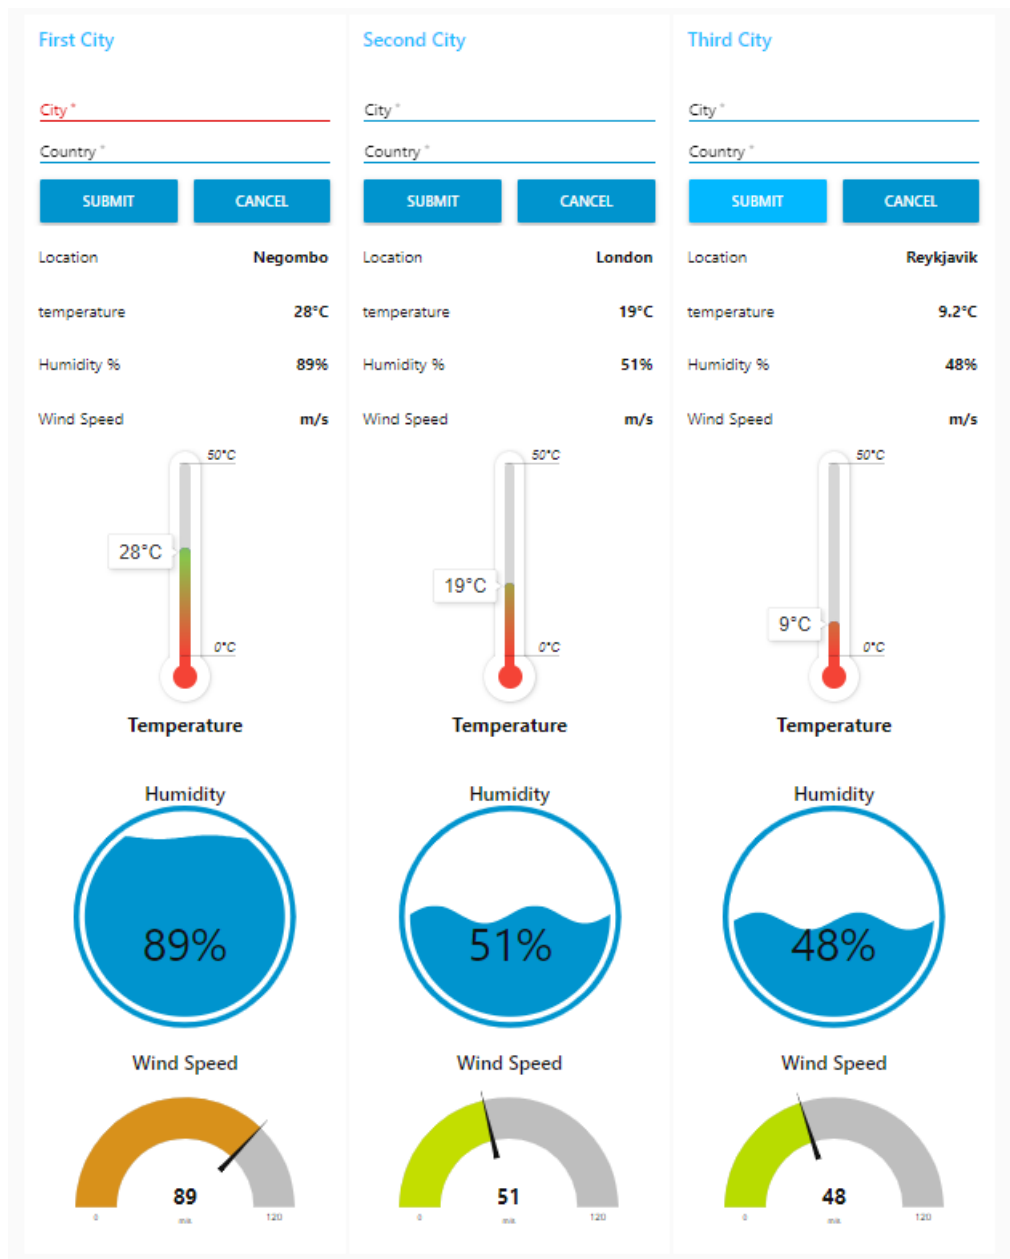 First City
City *
Country *
SUBMIT CANCEL
Location Negombo
temperature 28°C
Humidity % 89%
Wind Speed m/s
50°C
28°C
0°C
Temperature
Humidity
89%
Wind Speed
89
0 m/s 120
Second City
City *
Country *
SUBMIT CANCEL
Location London
temperature 19°C
Humidity % 51%
Wind Speed m/s
50°C
19°C
0°C
Temperature
Humidity
51%
Wind Speed
51
0 m/s 120
Third City
City *
Country *
SUBMIT CANCEL
Location Reykjavik
temperature 9.2°C
Humidity % 48%
Wind Speed m/s
50°C
9°C
0°C
Temperature
Humidity
48%
Wind Speed
48
0 m/s 120